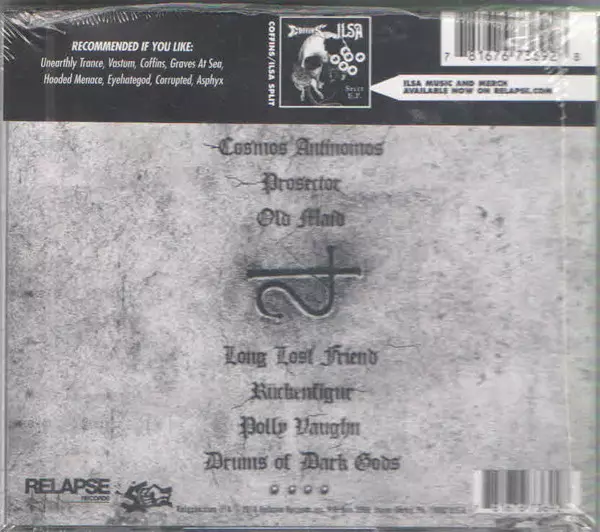 RECOMMENDED IF YOU LIKE:
Unearthly Trance, Vastum, Coffins, Graves At Sea,
Hooded Menace, Eyehategod, Corrupted, Asphyx
COFFINS/ILSA SPLIT
COFFINS ILSA
Split
E.P.
ILSA MUSIC AND MERCH
AVAILABLE NOW ON RELAPSE.COM
Cosmos Antinomos
Prosector
Old Maid
Long Lost Friend
Rückenfigur
Polly Vaughn
Drums of Dark Gods
RELAPSE
RECORDS